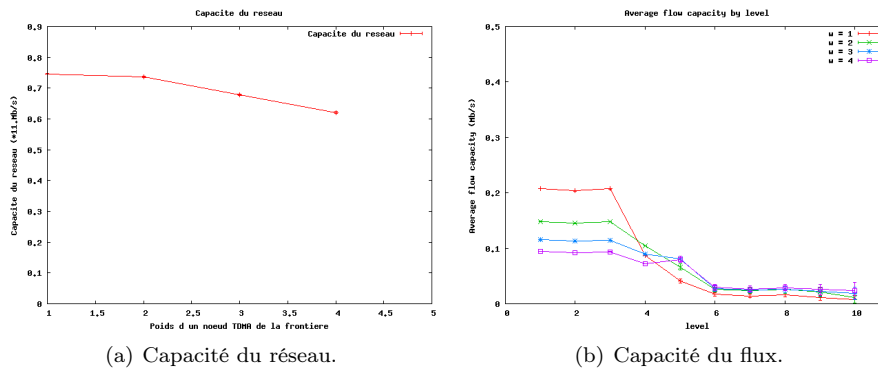 Capacite du reseau
Capacite du reseau
Capacite du reseau (*11.Mb/s)
0.9
0.8
0.7
0.6
0.5
0.4
0.3
0.2
0.1
0
1 1.5 2 2.5 3 3.5 4 4.5 5
Poids d un noeud TDMA de la frontiere
(a) Capacité du réseau.
Average flow capacity by level
w = 1
w = 2
w = 3
w = 4
Average flow capacity (Mb/s)
0.5
0.4
0.3
0.2
0.1
0
0 2 4 6 8 10
level
(b) Capacité du flux.